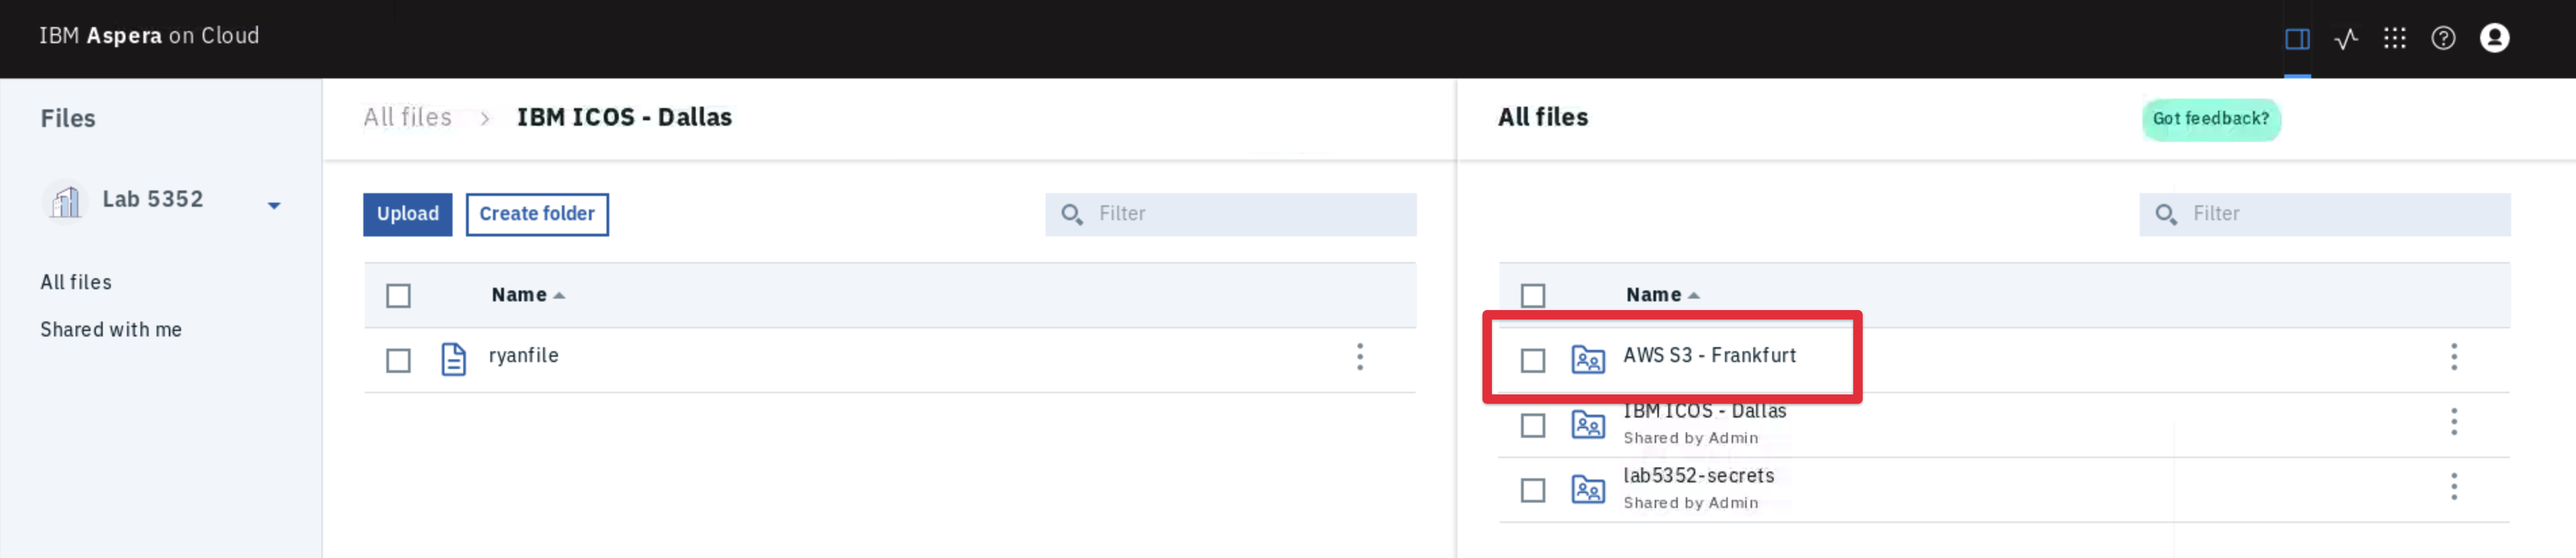 IBM Aspera on Cloud
Files
Lab 5352
All files
Shared with me
All files > IBM ICOS - Dallas
Upload
Create folder
Filter
Name
ryanfile
All files
Got feedback?
Filter
Name
AWS S3 - Frankfurt
IBM ICOS - Dallas
Shared by Admin
lab5352-secrets
Shared by Admin